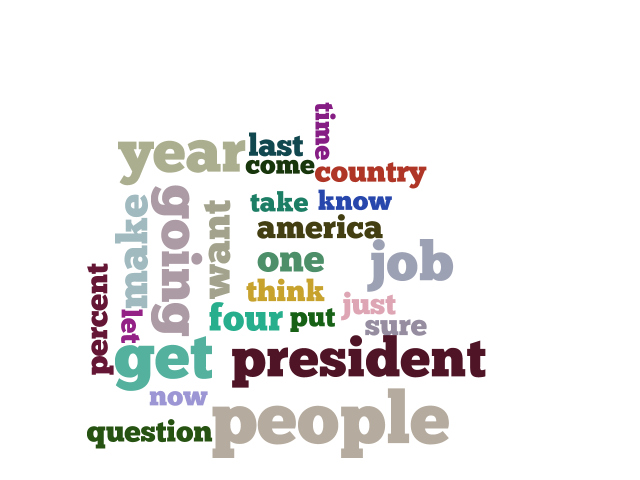 time
year
last
come
country
going
make
want
take
know
america
one
job
percent
let
think
just
four
put
sure
get
president
now
people
question